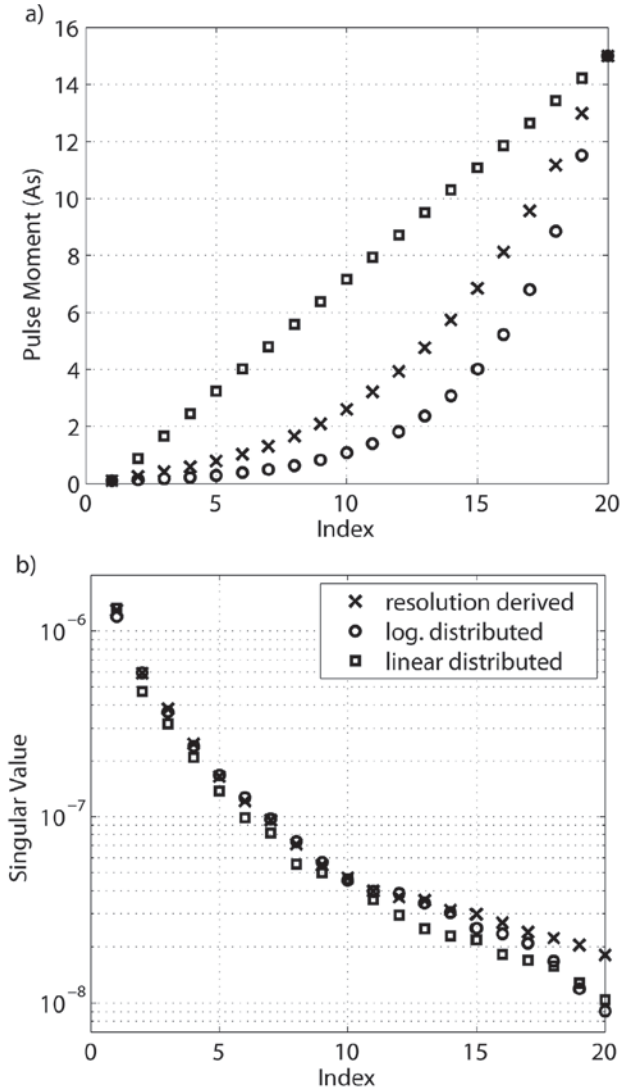 a)
16
14
12
10
8
6
4
2
0
Pulse Moment (As)
0 5 10 15 20
Index
b)
× resolution derived
○ log. distributed
□ linear distributed
10⁻⁶
10⁻⁷
10⁻⁸
Singular Value
0 5 10 15 20
Index